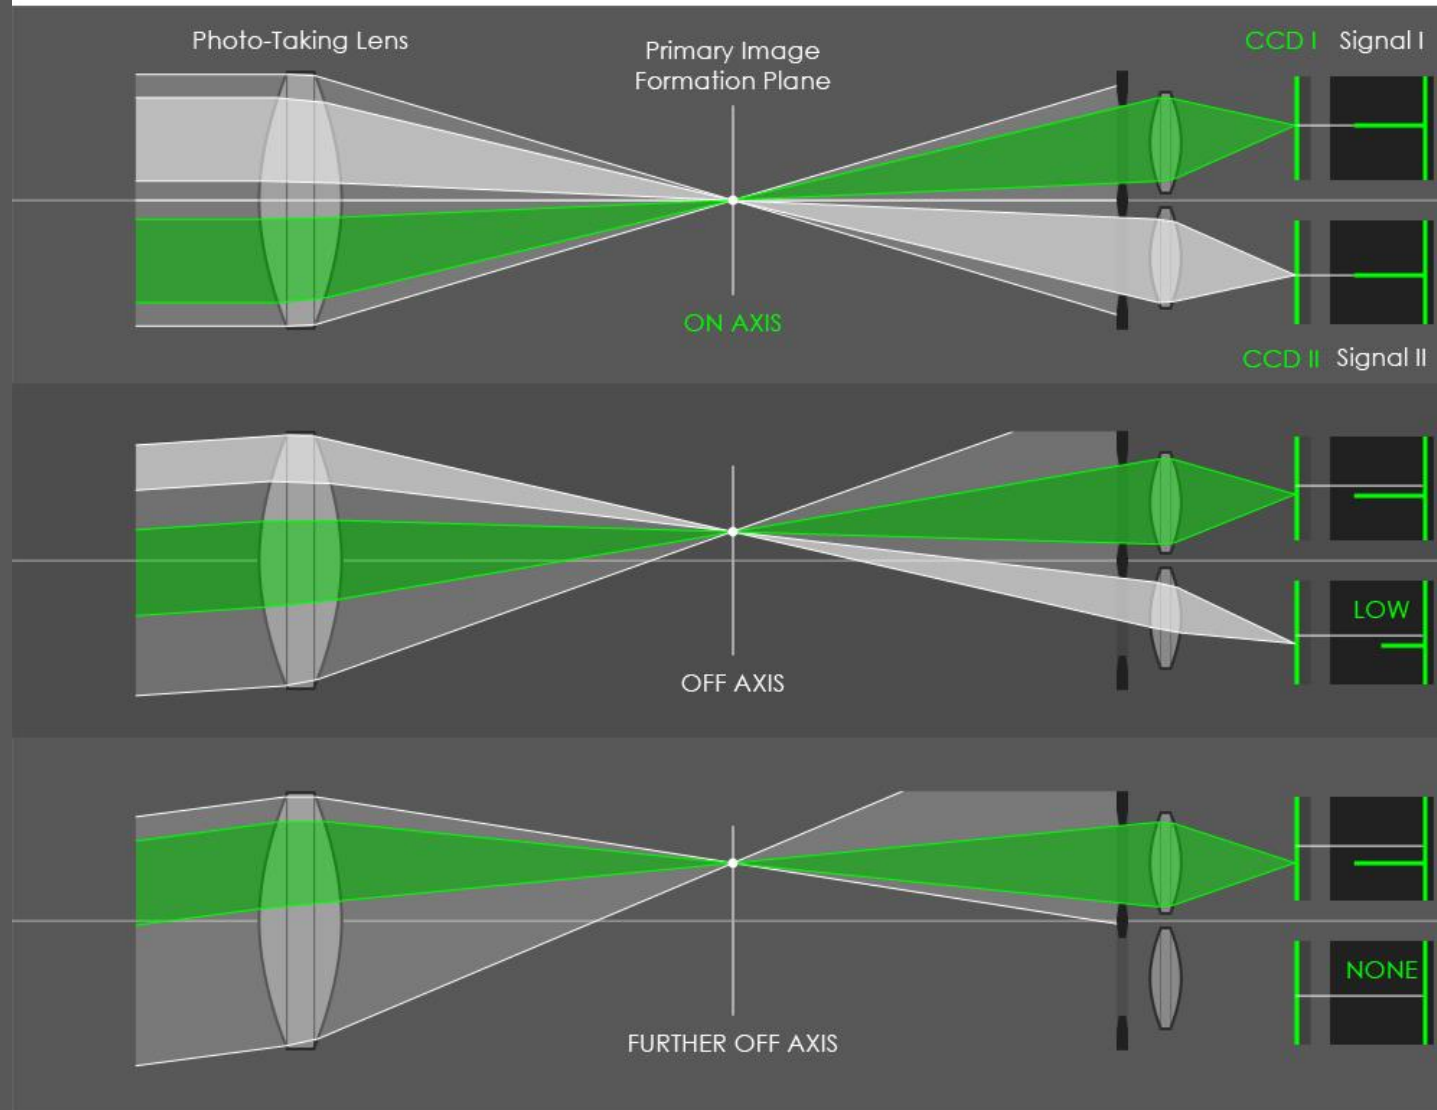 Photo-Taking Lens
Primary Image
Formation Plane
CCD I Signal I
ON AXIS
CCD II Signal II
LOW
OFF AXIS
NONE
FURTHER OFF AXIS